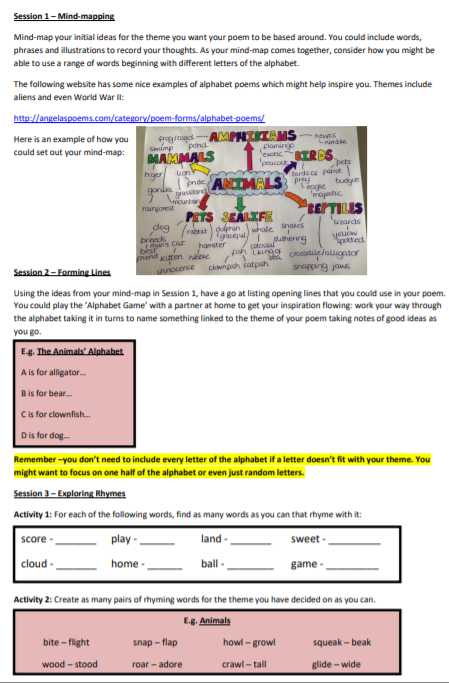 Session 1 – Mind-mapping
Mind-map your initial ideas for the theme you want your poem to be based around. You could include words,
phrases and illustrations to record your thoughts. As your mind-map comes together, consider how you might be
able to use a range of words beginning with different letters of the alphabet.
The following website has some nice examples of alphabet poems which might help inspire you. Themes include
aliens and even World War II:
http://angelaspoems.com/category/poem-forms/alphabet-poems/
Here is an example of how you
could set out your mind-map:
frog/toad AMPHIBIANS newts
swamp pond flamingo
MAMMALS exotic BIRDS
tiger lion peacock pets
pride birds of prey parrot
gorilla grassland ANIMALS eagle budgie
mountain majestic
rainforest PETS SEALIFE REPTILES
dog rabbit dolphin whale snakes lizards
breeds graceful slithering yellow
man's best friend cat hamster colossal spotted
kitten nibble fish king of crocodile/alligator
innocense clownfish catfish snapping jaws
Session 2 – Forming Lines
Using the ideas from your mind-map in Session 1, have a go at listing opening lines that you could use in your poem.
You could play the 'Alphabet Game' with a partner at home to get your inspiration flowing: work your way through
the alphabet taking it in turns to name something linked to the theme of your poem taking notes of good ideas as
you go.
E.g. The Animals' Alphabet
A is for alligator...
B is for bear...
C is for clownfish...
D is for dog...
Remember –you don't need to include every letter of the alphabet if a letter doesn't fit with your theme. You
might want to focus on one half of the alphabet or even just random letters.
Session 3 – Exploring Rhymes
Activity 1: For each of the following words, find as many words as you can that rhyme with it:
score - ______ play - ______ land - ______ sweet - ________
cloud - ______ home - ______ ball - ______ game - ________
Activity 2: Create as many pairs of rhyming words for the theme you have decided on as you can.
E.g. Animals
bite – flight snap – flap howl – growl squeak – beak
wood – stood roar – adore crawl – tall glide – wide